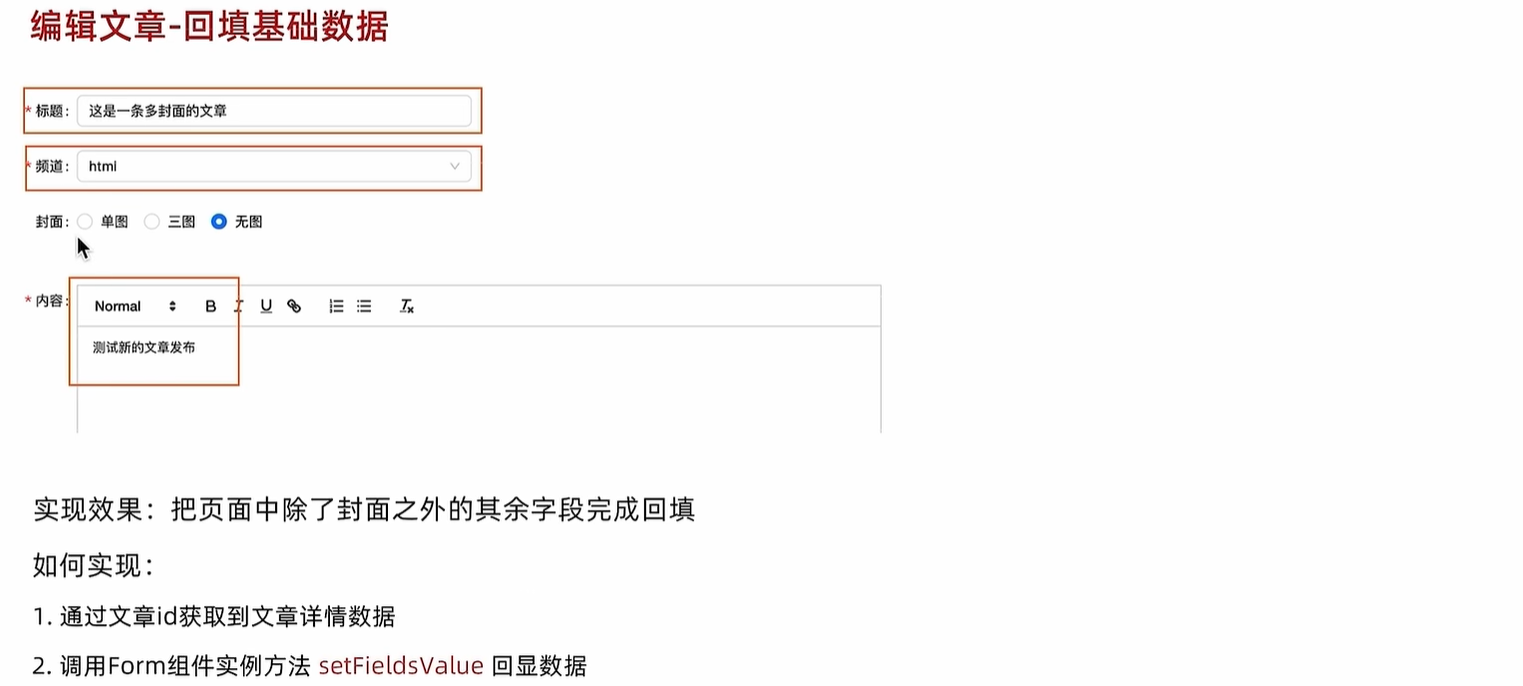 编辑文章-回填基础数据
* 标题： 这是一条多封面的文章
* 频道： html
封面： 单图 三图 无图
* 内容： Normal B I U
测试新的文章发布
实现效果：把页面中除了封面之外的其余字段完成回填
如何实现：
1. 通过文章id获取到文章详情数据
2. 调用Form组件实例方法 setFieldsValue 回显数据